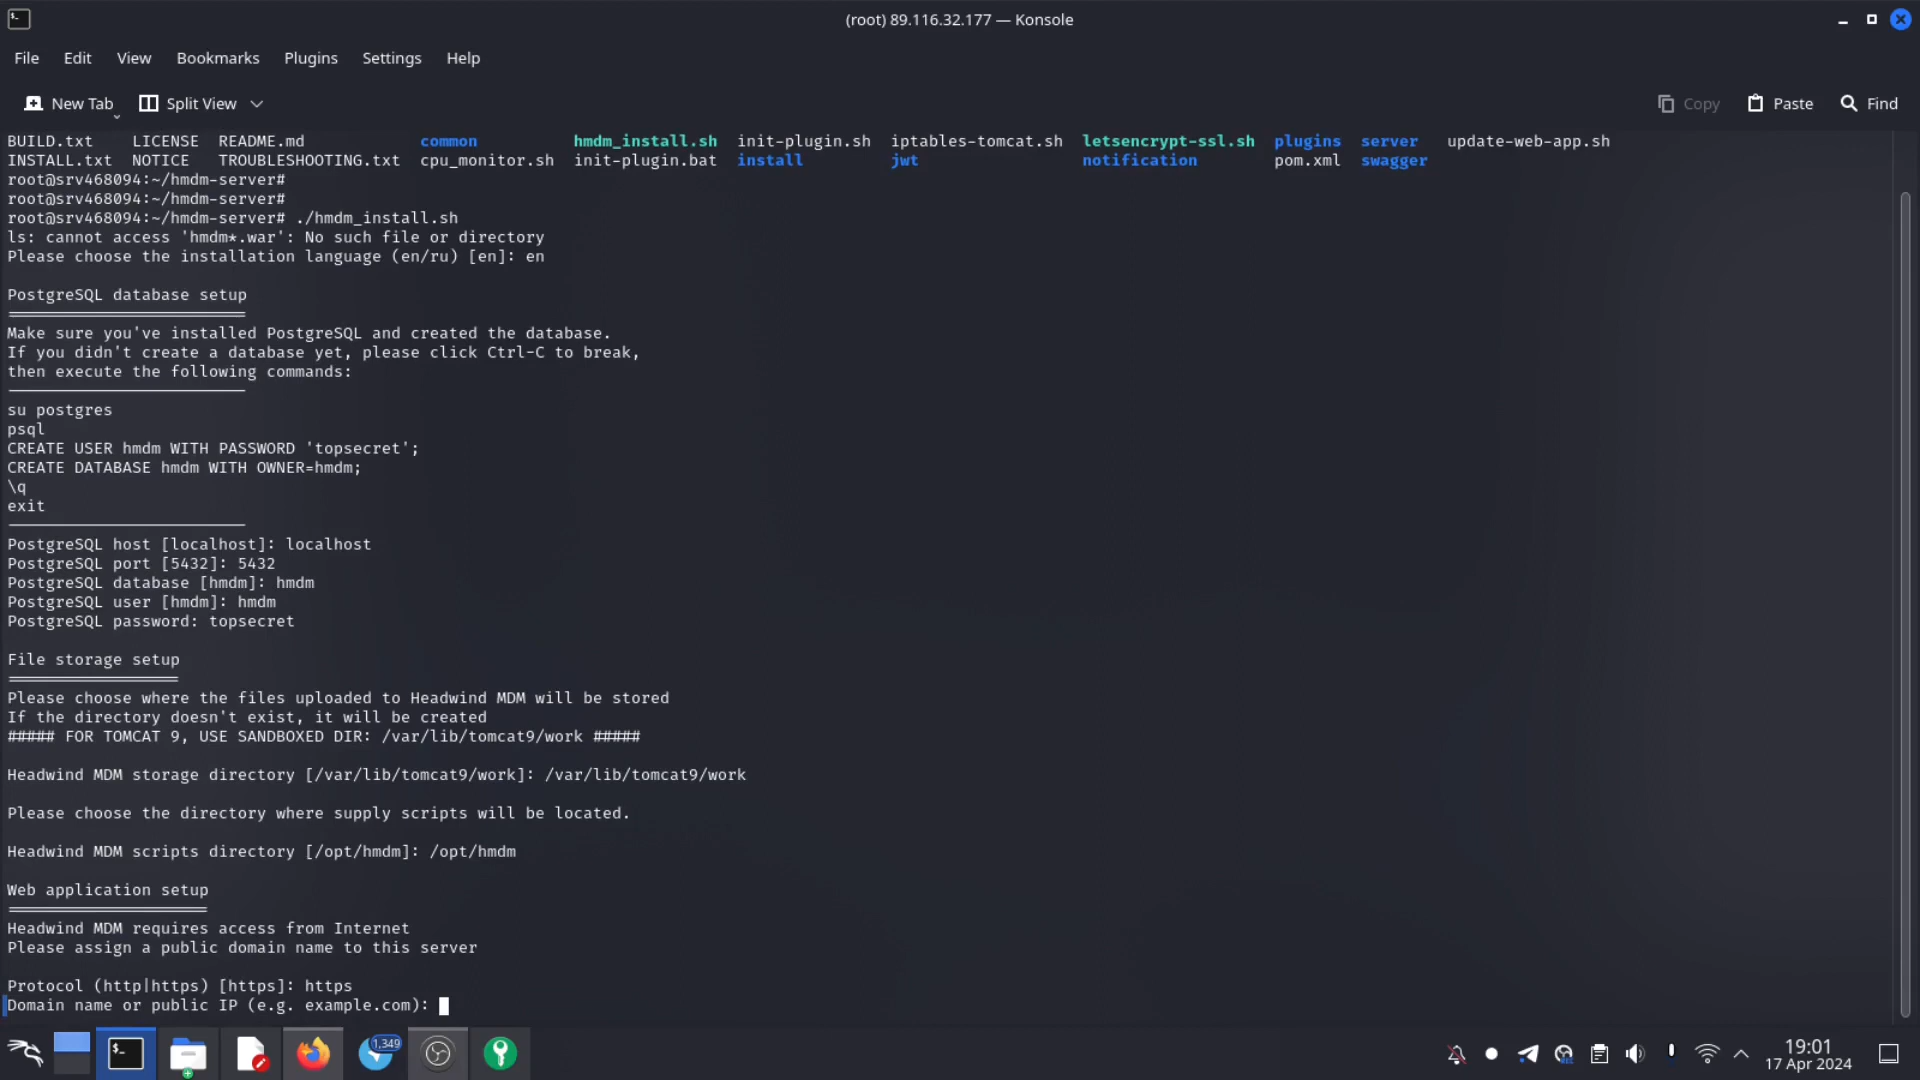 (root) 89.116.32.177 — Konsole
File Edit View Bookmarks Plugins Settings Help
New Tab Split View Copy Paste Find
BUILD.txt LICENSE README.md common hmdm_install.sh init-plugin.sh iptables-tomcat.sh letsencrypt-ssl.sh plugins server update-web-app.sh
INSTALL.txt NOTICE TROUBLESHOOTING.txt cpu_monitor.sh init-plugin.bat install jwt notification pom.xml swagger
root@srv468094:~/hmdm-server#
root@srv468094:~/hmdm-server#
root@srv468094:~/hmdm-server# ./hmdm_install.sh
ls: cannot access 'hmdm*.war': No such file or directory
Please choose the installation language (en/ru) [en]: en
PostgreSQL database setup
=========================
Make sure you've installed PostgreSQL and created the database.
If you didn't create a database yet, please click Ctrl-C to break,
then execute the following commands:
-------------------------
su postgres
psql
CREATE USER hmdm WITH PASSWORD 'topsecret';
CREATE DATABASE hmdm WITH OWNER=hmdm;
\q
exit
-------------------------
PostgreSQL host [localhost]: localhost
PostgreSQL port [5432]: 5432
PostgreSQL database [hmdm]: hmdm
PostgreSQL user [hmdm]: hmdm
PostgreSQL password: topsecret
File storage setup
==================
Please choose where the files uploaded to Headwind MDM will be stored
If the directory doesn't exist, it will be created
##### FOR TOMCAT 9, USE SANDBOXED DIR: /var/lib/tomcat9/work #####
Headwind MDM storage directory [/var/lib/tomcat9/work]: /var/lib/tomcat9/work
Please choose the directory where supply scripts will be located.
Headwind MDM scripts directory [/opt/hmdm]: /opt/hmdm
Web application setup
=====================
Headwind MDM requires access from Internet
Please assign a public domain name to this server
Protocol (http|https) [https]: https
Domain name or public IP (e.g. example.com):
1,349
19:01
17 Apr 2024